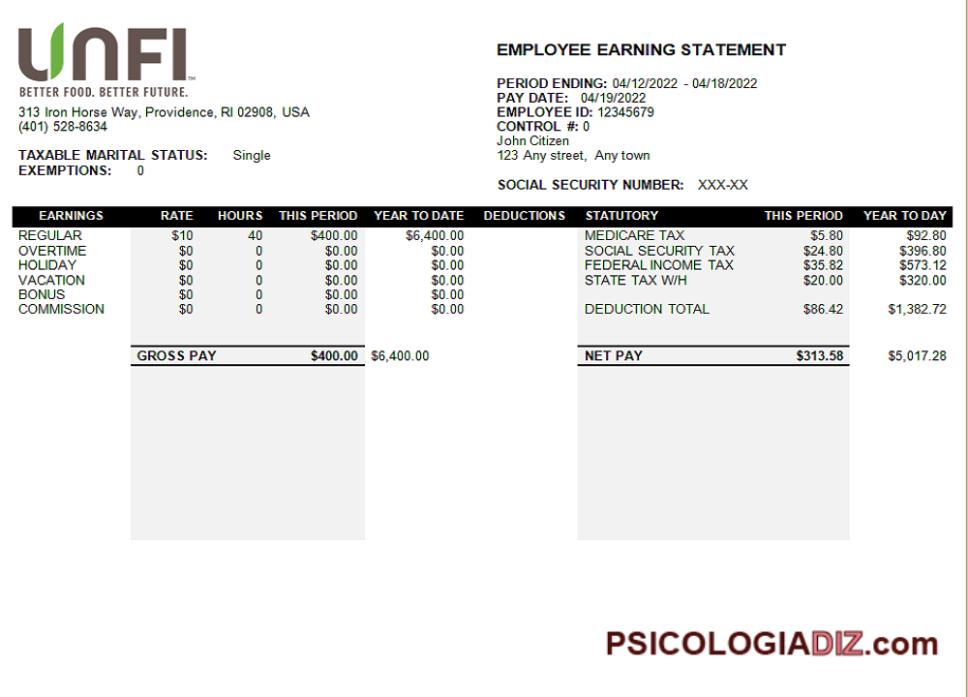 UNFI
BETTER FOOD. BETTER FUTURE.
313 Iron Horse Way, Providence, RI 02908, USA
(401) 528-8634
TAXABLE MARITAL STATUS: Single
EXEMPTIONS: 0
EMPLOYEE EARNING STATEMENT
PERIOD ENDING: 04/12/2022 - 04/18/2022
PAY DATE: 04/19/2022
EMPLOYEE ID: 12345679
CONTROL #: 0
John Citizen
123 Any street, Any town
SOCIAL SECURITY NUMBER: XXX-XX
EARNINGS RATE HOURS THIS PERIOD YEAR TO DATE DEDUCTIONS STATUTORY THIS PERIOD YEAR TO DAY
REGULAR $10 40 $400.00 $6,400.00 MEDICARE TAX $5.80 $92.80
OVERTIME $0 0 $0.00 $0.00 SOCIAL SECURITY TAX $24.80 $396.80
HOLIDAY $0 0 $0.00 $0.00 FEDERAL INCOME TAX $35.82 $573.12
VACATION $0 0 $0.00 $0.00 STATE TAX W/H $20.00 $320.00
BONUS $0 0 $0.00 $0.00
COMMISSION $0 0 $0.00 $0.00 DEDUCTION TOTAL $86.42 $1,382.72
GROSS PAY $400.00 $6,400.00 NET PAY $313.58 $5,017.28
PSICOLOGIADIZ.com